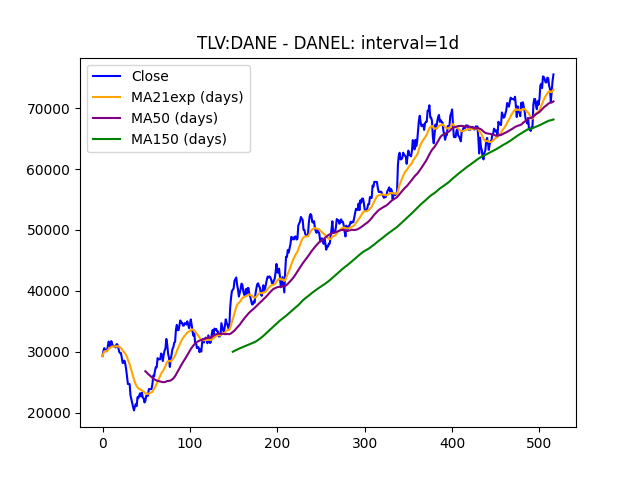 TLV:DANE - DANEL: interval=1d
Close
MA21exp (days)
MA50 (days)
MA150 (days)
70000
60000
50000
40000
30000
20000
0 100 200 300 400 500